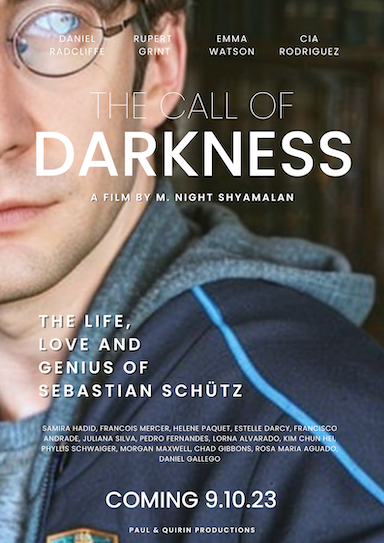 DANIEL RADCLIFFE
RUPERT GRINT
EMMA WATSON
CIA RODRIGUEZ
THE CALL OF
DARKNESS
A FILM BY M. NIGHT SHYAMALAN
THE LIFE,
LOVE AND
GENIUS OF
SEBASTIAN SCHÜTZ
SAMIRA HADID, FRANCOIS MERCER, HELENE PAQUET, ESTELLE DARCY, FRANCISCO
ANDRADE, JULIANA SILVA, PEDRO FERNANDES, LORNA ALVARADO, KIM CHUN HEI,
PHYLLIS SCHWAIGER, MORGAN MAXWELL, CHAD GIBBONS, ROSA MARIA AGUADO,
DANIEL GALLEGO
COMING 9.10.23
PAUL & QUIRIN PRODUCTIONS